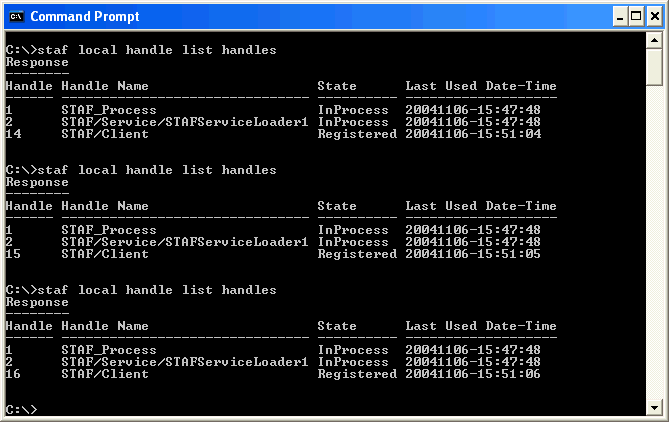 Command Prompt
C:\>staf local handle list handles
Response
--------
Handle Handle Name                     State      Last Used Date-Time
------ ------------------------------- ---------- -------------------
1      STAF_Process                    InProcess  20041106-15:47:48
2      STAF/Service/STAFServiceLoader1 InProcess  20041106-15:47:48
14     STAF/Client                     Registered 20041106-15:51:04
C:\>staf local handle list handles
Response
--------
Handle Handle Name                     State      Last Used Date-Time
------ ------------------------------- ---------- -------------------
1      STAF_Process                    InProcess  20041106-15:47:48
2      STAF/Service/STAFServiceLoader1 InProcess  20041106-15:47:48
15     STAF/Client                     Registered 20041106-15:51:05
C:\>staf local handle list handles
Response
--------
Handle Handle Name                     State      Last Used Date-Time
------ ------------------------------- ---------- -------------------
1      STAF_Process                    InProcess  20041106-15:47:48
2      STAF/Service/STAFServiceLoader1 InProcess  20041106-15:47:48
16     STAF/Client                     Registered 20041106-15:51:06
C:\>